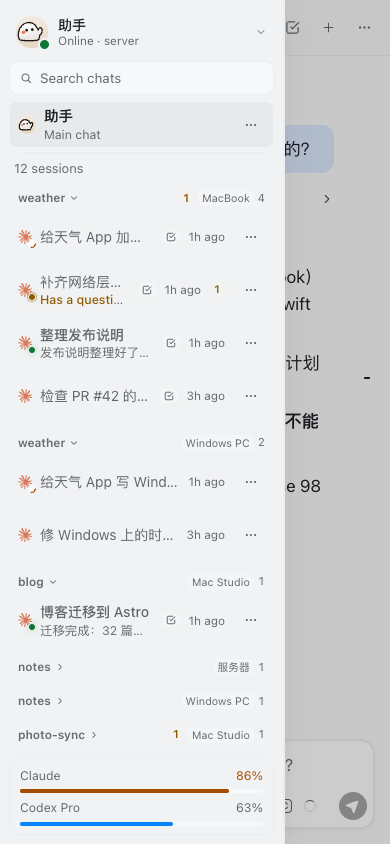 助手
Online · server
Search chats
助手
Main chat
12 sessions
weather 1 MacBook 4
给天气 App 加... 1h ago
补齐网络层... 1h ago 1
Has a questi...
整理发布说明 1h ago
发布说明整理好了...
检查 PR #42 的... 3h ago
weather Windows PC 2
给天气 App 写 Wind... 1h ago
修 Windows 上的时... 3h ago
blog Mac Studio 1
博客迁移到 Astro 1h ago
迁移完成：32 篇...
notes 服务器 1
notes Windows PC 1
photo-sync 1 Mac Studio 1
Claude 86%
Codex Pro 63%
的?
ook)
wift
计划
不能
e 98
?